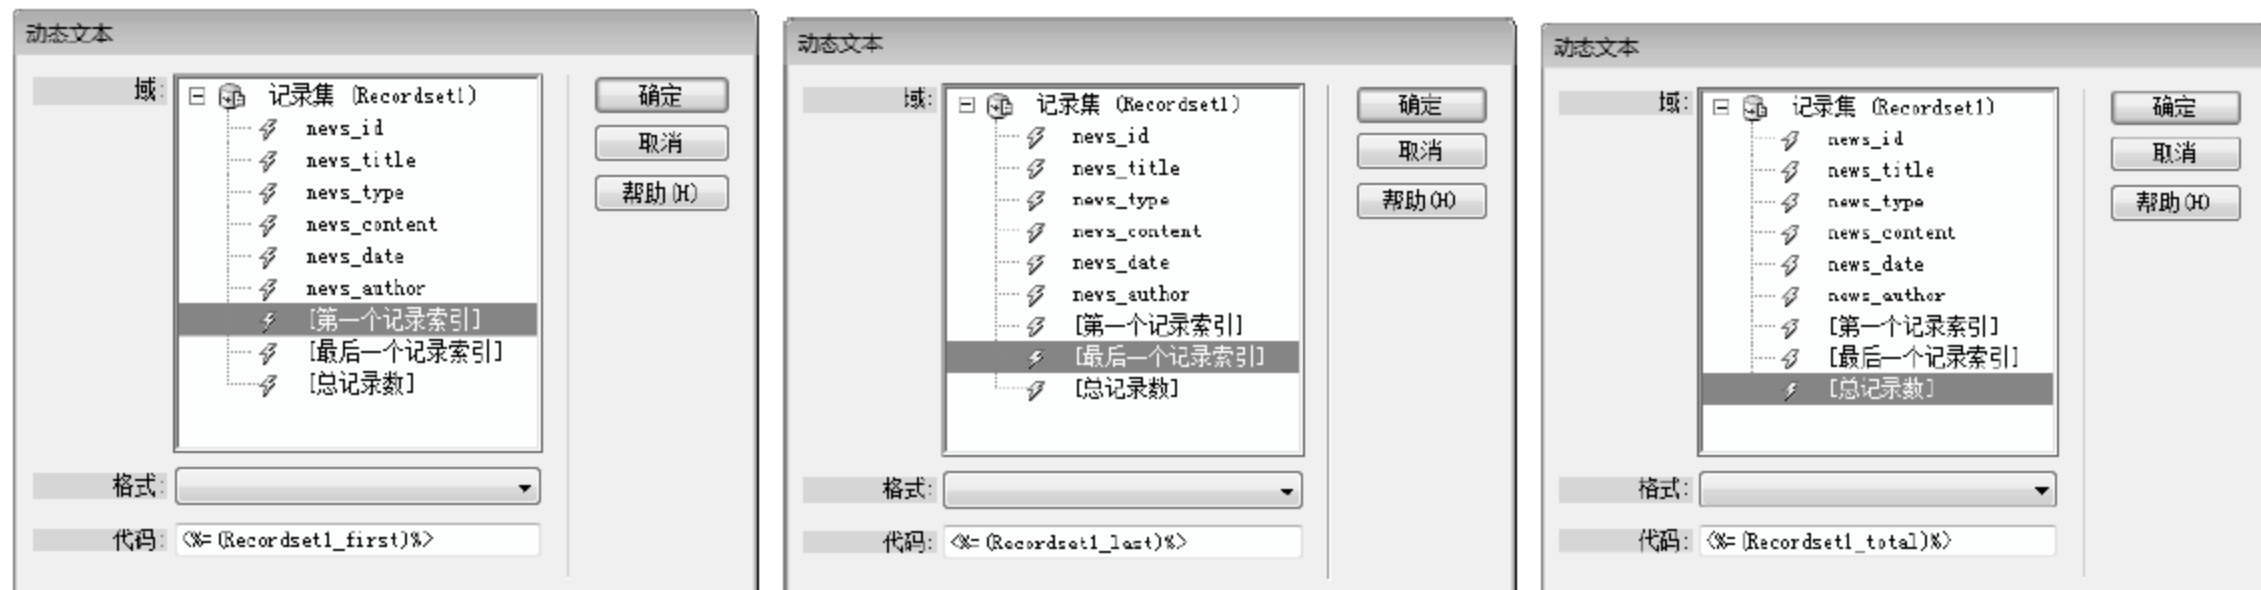 动态文本
域:
记录集 (Recordset1)
news_id
news_title
news_type
news_content
news_date
news_author
[第一个记录索引]
[最后一个记录索引]
[总记录数]
格式:
代码:
<%=(Recordset1_first)%>
确定
取消
帮助(H)
动态文本
域:
记录集 (Recordset1)
news_id
news_title
news_type
news_content
news_date
news_author
[第一个记录索引]
[最后一个记录索引]
[总记录数]
格式:
代码:
<%=(Recordset1_last)%>
确定
取消
帮助(H)
动态文本
域:
记录集 (Recordset1)
news_id
news_title
news_type
news_content
news_date
news_author
[第一个记录索引]
[最后一个记录索引]
[总记录数]
格式:
代码:
<%=(Recordset1_total)%>
确定
取消
帮助(H)